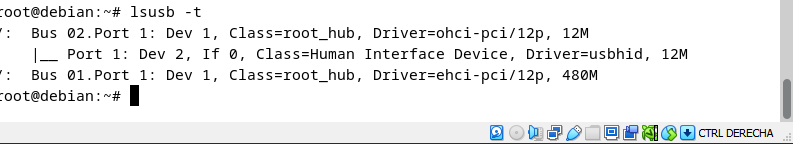 root@debian:~# lsusb -t
/:  Bus 02.Port 1: Dev 1, Class=root_hub, Driver=ohci-pci/12p, 12M
    |__ Port 1: Dev 2, If 0, Class=Human Interface Device, Driver=usbhid, 12M
/:  Bus 01.Port 1: Dev 1, Class=root_hub, Driver=ehci-pci/12p, 480M
root@debian:~#
CTRL DERECHA